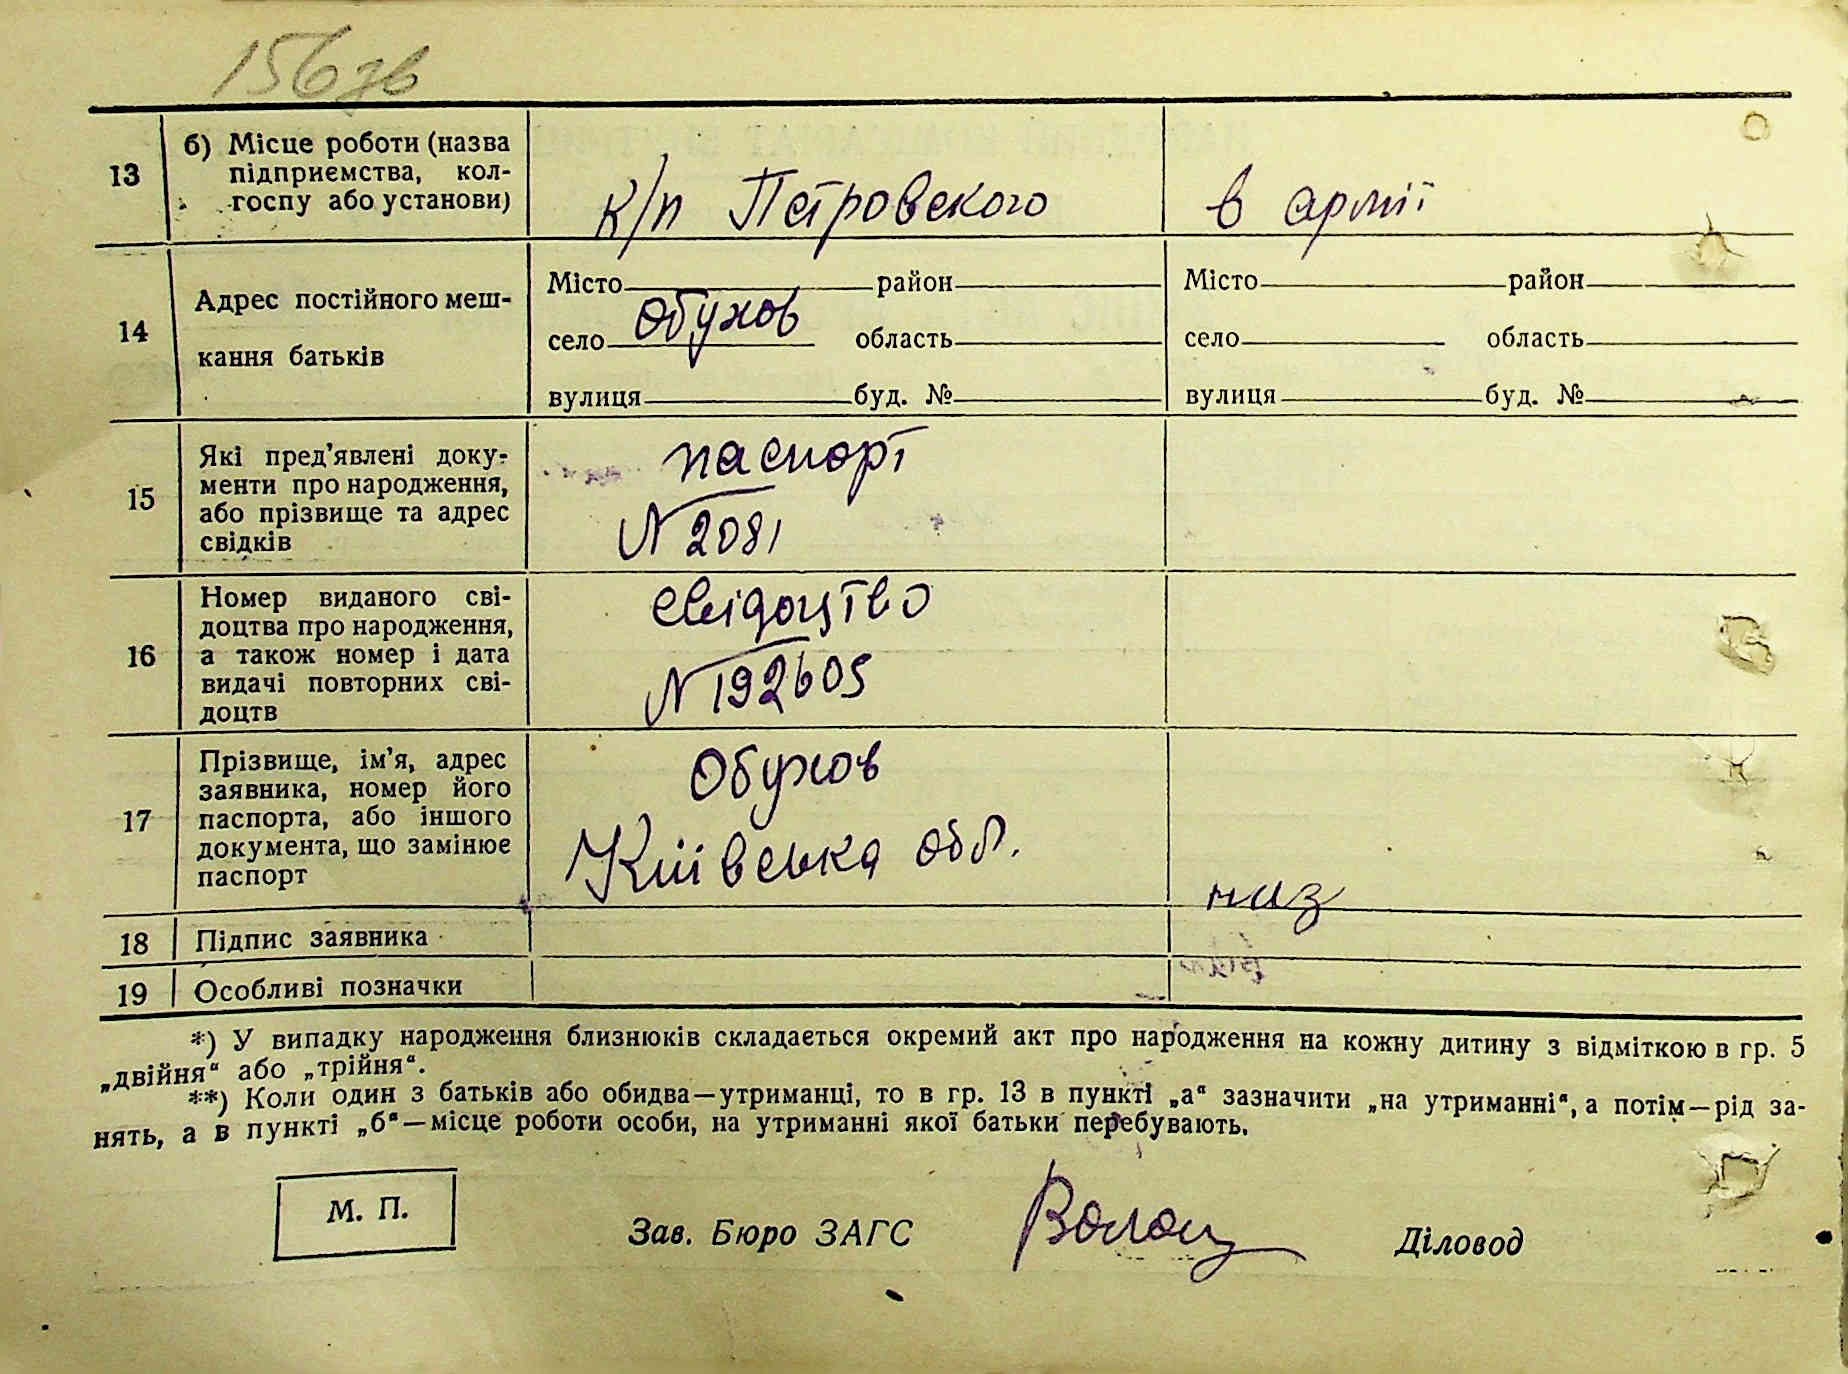 156 зв
13 б) Місце роботи (назва
підприємства, кол-
госпу або установи)
к/п Петровского
в армії
14 Адрес постійного меш-
кання батьків
Місто район
село Обухов область
вулиця буд. №
Місто район
село область
вулиця буд. №
15 Які пред'явлені доку-
менти про народження,
або прізвище та адрес
свідків
паспорт
N 2081
16 Номер виданого сві-
доцтва про народження,
а також номер і дата
видачі повторних сві-
доцтв
свідоцтво
N 192605
17 Прізвище, ім'я, адрес
заявника, номер його
паспорта, або іншого
документа, що замінює
паспорт
Обухов
Київська обл.
18 Підпис заявника
19 Особливі позначки
*) У випадку народження близнюків складається окремий акт про народження на кожну дитину з відміткою в гр. 5
„двійня“ або „трійня“.
**) Коли один з батьків або обидва—утриманці, то в гр. 13 в пункті „а“ зазначити „на утриманні“, а потім—рід за-
нять, а в пункті „б“—місце роботи особи, на утриманні якої батьки перебувають.
М. П.
Зав. Бюро ЗАГС Діловод